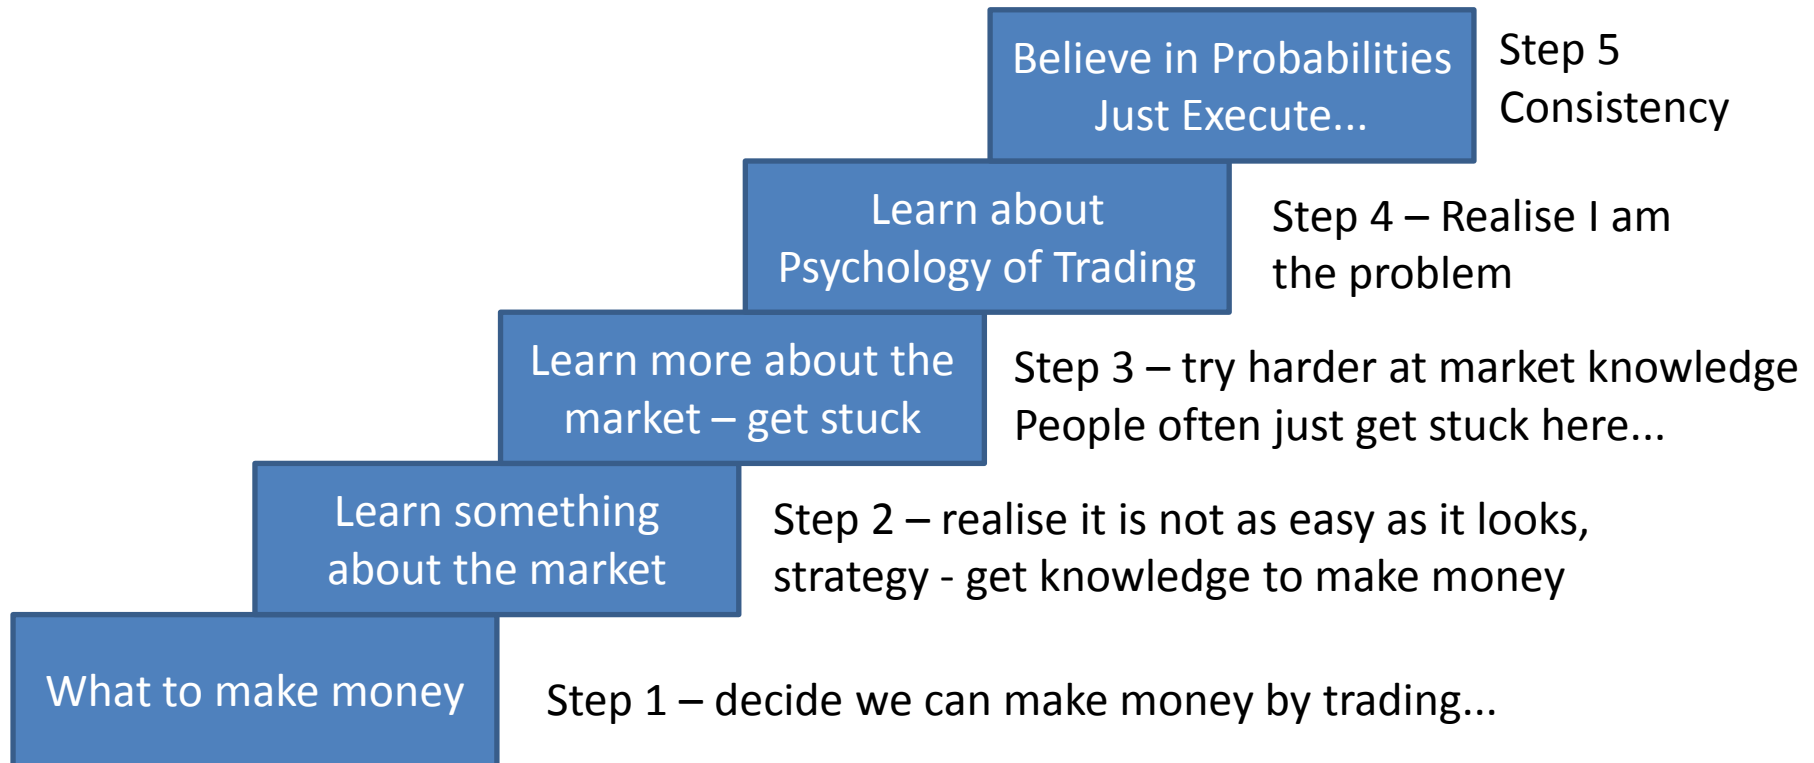 Believe in Probabilities
Just Execute...
Step 5
Consistency
Learn about
Psychology of Trading
Step 4 – Realise I am
the problem
Learn more about the
market – get stuck
Step 3 – try harder at market knowledge
People often just get stuck here...
Learn something
about the market
Step 2 – realise it is not as easy as it looks,
strategy - get knowledge to make money
What to make money
Step 1 – decide we can make money by trading...